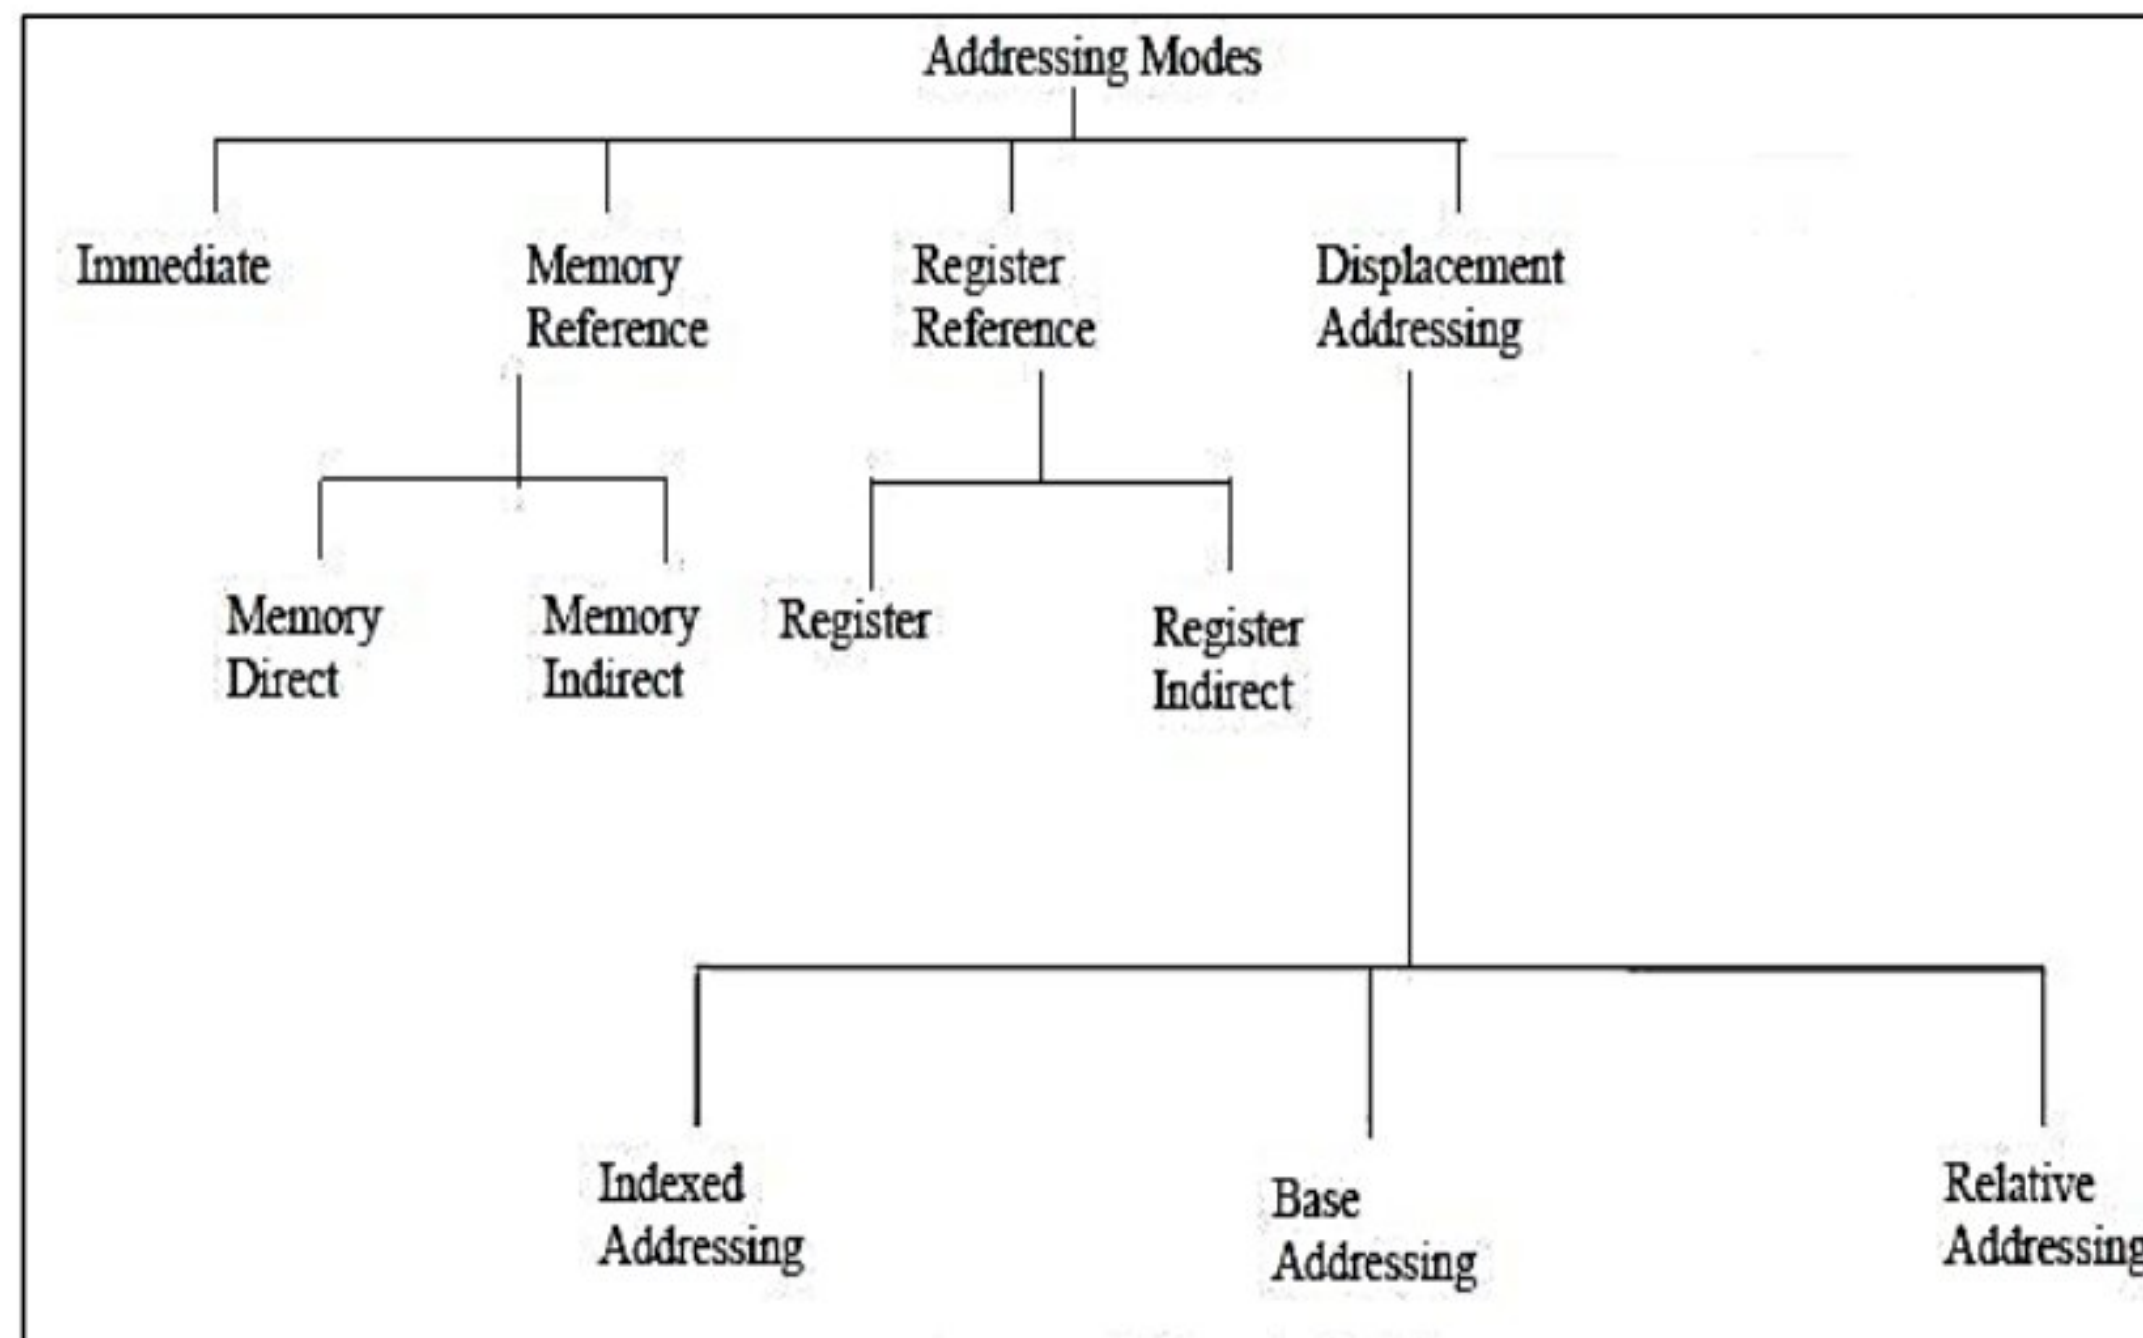 Addressing Modes
Immediate
Memory
Reference
Register
Reference
Displacement
Addressing
Memory
Direct
Memory
Indirect
Register
Register
Indirect
Indexed
Addressing
Base
Addressing
Relative
Addressing